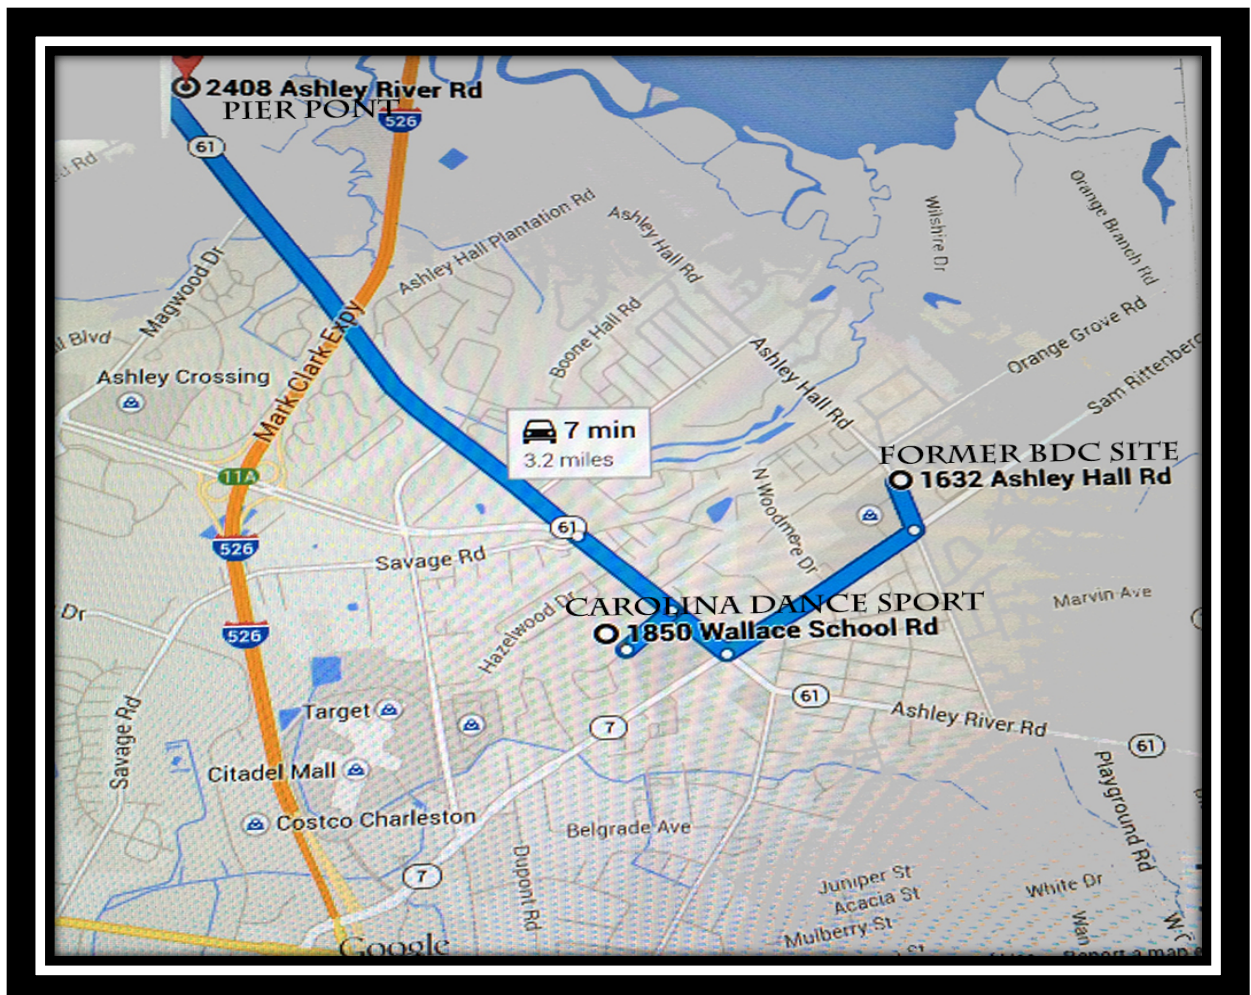 2408 Ashley River Rd
PIER PONT
526
61
Rd
Ashley Hall Plantation Rd
Ashley Hall Rd
Wilshire Dr
Orange Branch Rd
Magwood Dr
Blvd
Boone Hall Rd
Orange Grove Rd
Mark Clark Expy
Ashley Crossing
Ashley Hall Rd
Sam Rittenberg
7 min
3.2 miles
FORMER BDC SITE
1632 Ashley Hall Rd
11A
N Woodmere Dr
61
526
Savage Rd
Hazelwood Dr
CAROLINA DANCE SPORT
1850 Wallace School Rd
Marvin Ave
Dr
526
61
Ashley River Rd
61
Target
7
Savage Rd
Citadel Mall
Costco Charleston
Playground Rd
Belgrade Ave
7
Dupont Rd
Juniper St
Acacia St
Mulberry St
White Dr
Wan
St
Google
Report a map